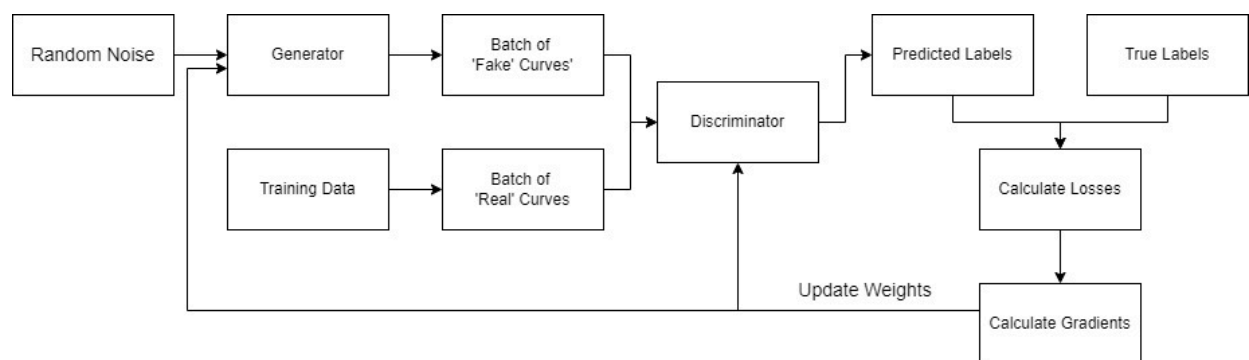 Random Noise
Generator
Batch of
'Fake' Curves'
Predicted Labels
True Labels
Discriminator
Training Data
Batch of
'Real' Curves
Calculate Losses
Update Weights
Calculate Gradients